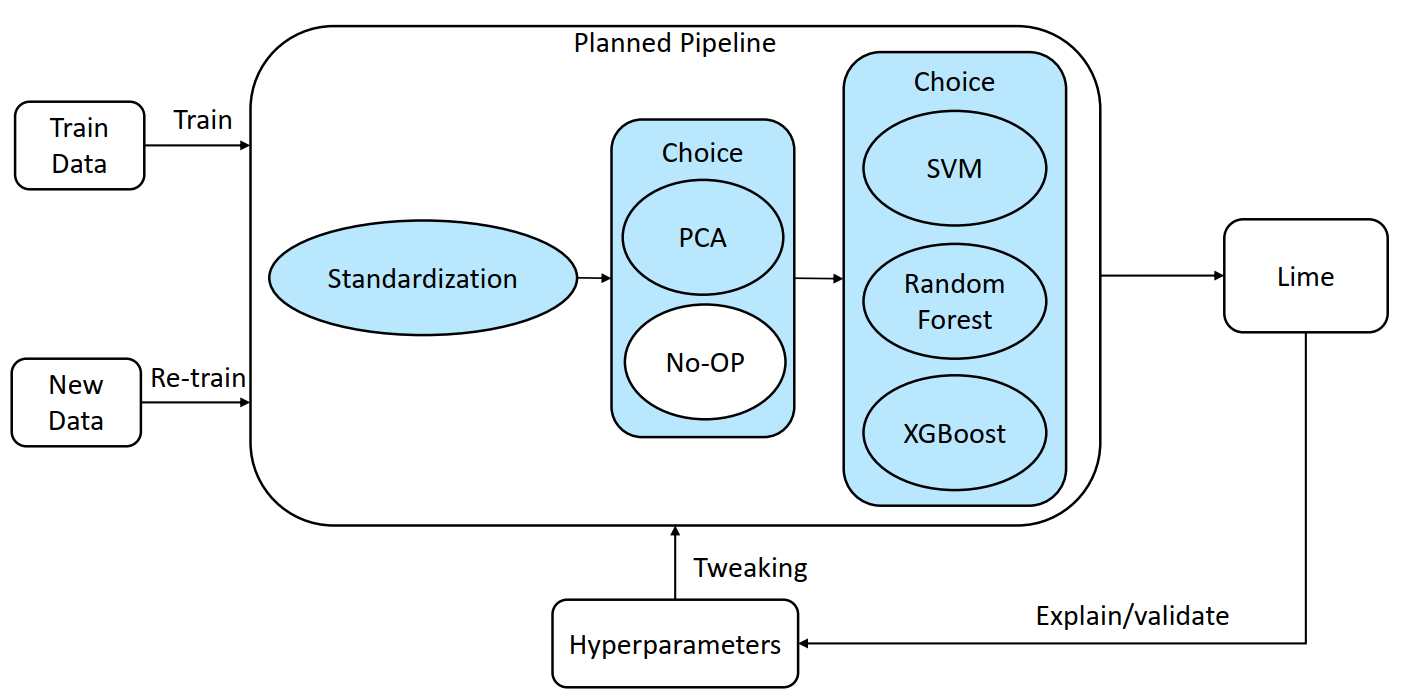 Planned Pipeline
Train
Data
Train
New
Data
Re-train
Standardization
Choice
PCA
No-OP
Choice
SVM
Random
Forest
XGBoost
Lime
Tweaking
Hyperparameters
Explain/validate